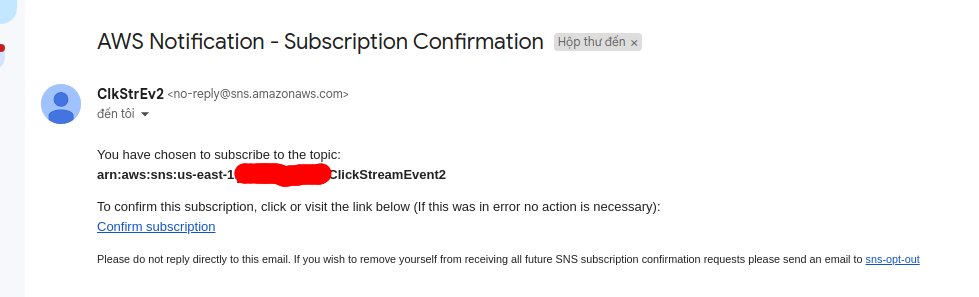 AWS Notification - Subscription Confirmation Hộp thư đến ×
ClkStrEv2 <no-reply@sns.amazonaws.com>
đến tôi
You have chosen to subscribe to the topic:
arn:aws:sns:us-east-1 ClickStreamEvent2
To confirm this subscription, click or visit the link below (If this was in error no action is necessary):
Confirm subscription
Please do not reply directly to this email. If you wish to remove yourself from receiving all future SNS subscription confirmation requests please send an email to sns-opt-out